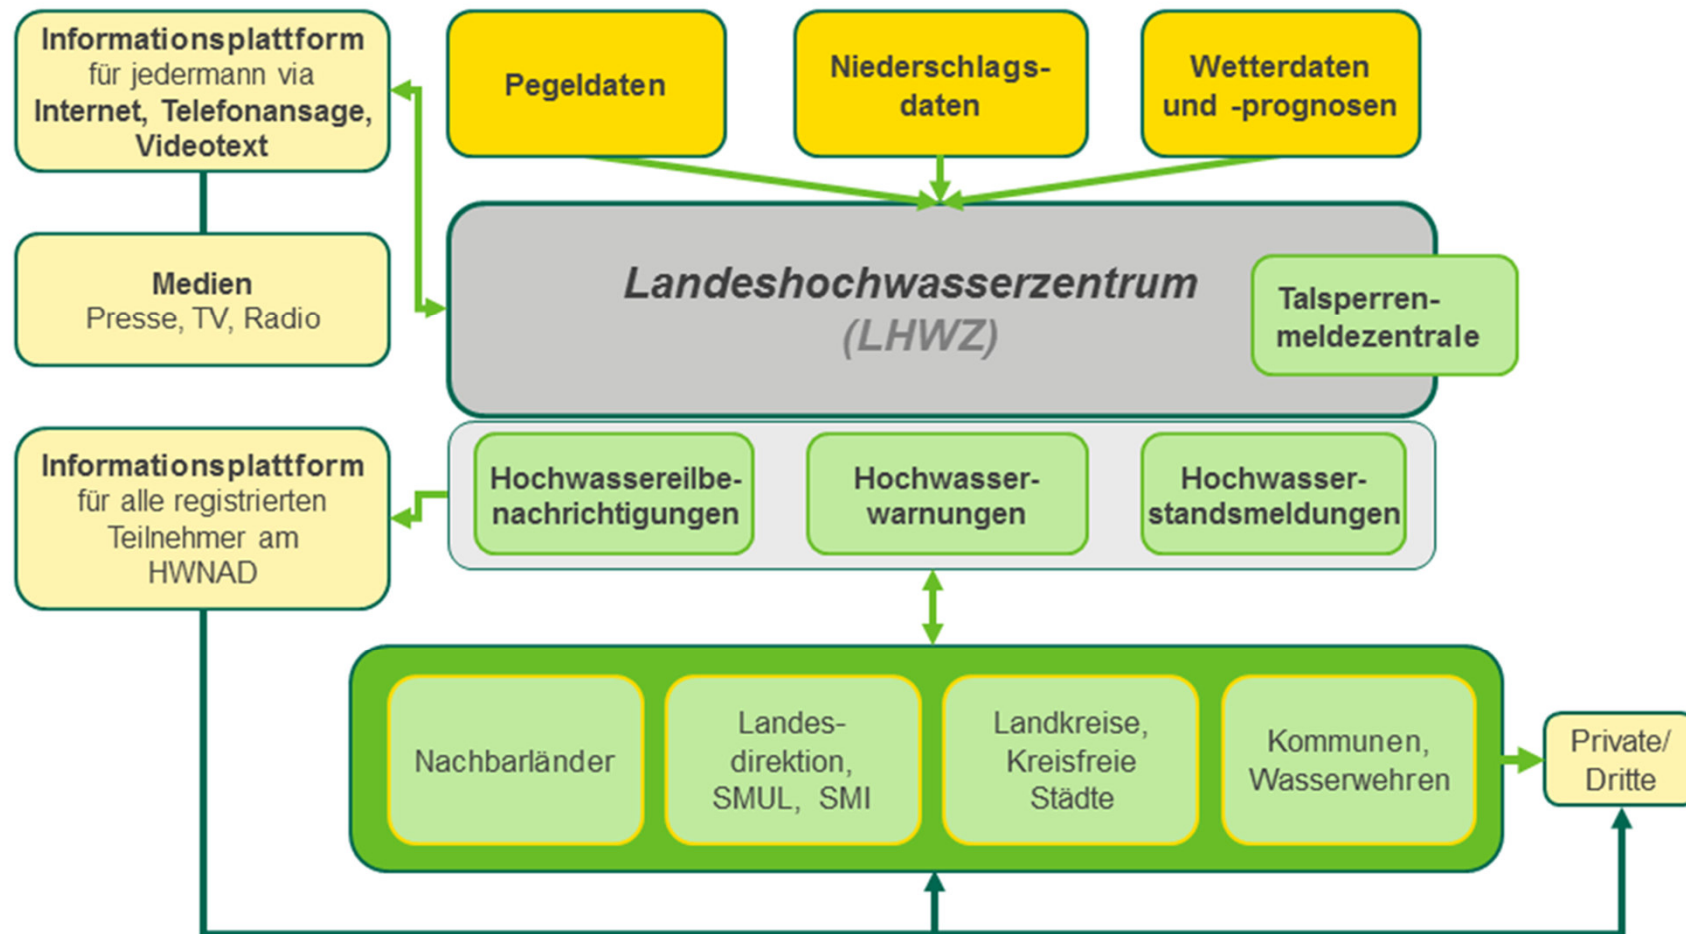 Informationsplattform
für jedermann via
Internet, Telefonansage,
Videotext
Pegeldaten
Niederschlags-
daten
Wetterdaten
und -prognosen
Medien
Presse, TV, Radio
Landeshochwasserzentrum
(LHWZ)
Talsperren-
meldezentrale
Informationsplattform
für alle registrierten
Teilnehmer am
HWNAD
Hochwassereilbe-
nachrichtigungen
Hochwasser-
warnungen
Hochwasser-
standsmeldungen
Nachbarländer
Landes-
direktion,
SMUL, SMI
Landkreise,
Kreisfreie
Städte
Kommunen,
Wasserwehren
Private/
Dritte